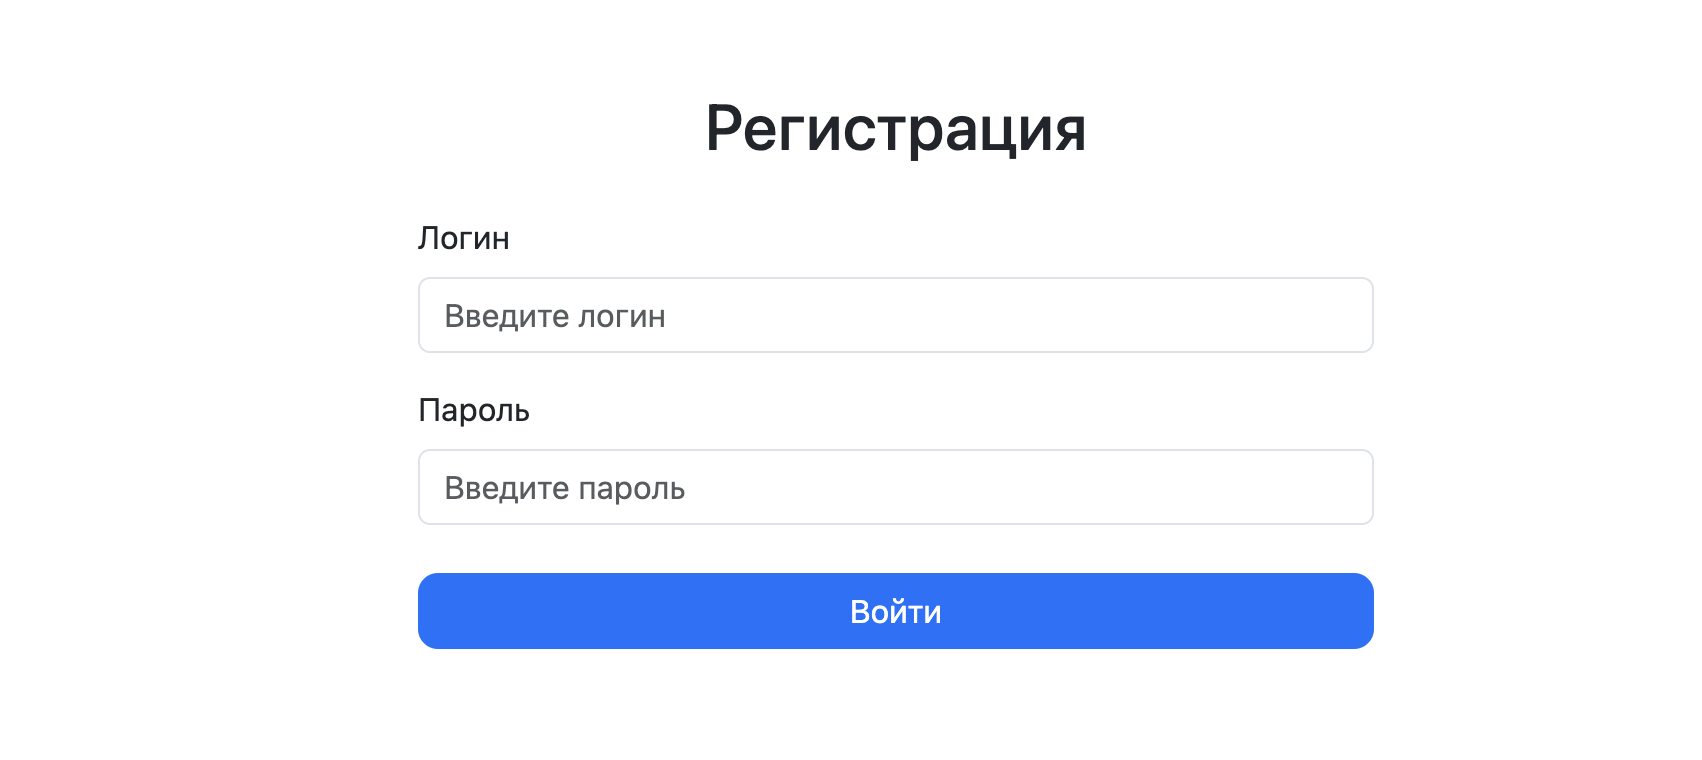 Регистрация
Логин
Введите логин
Пароль
Введите пароль
Войти